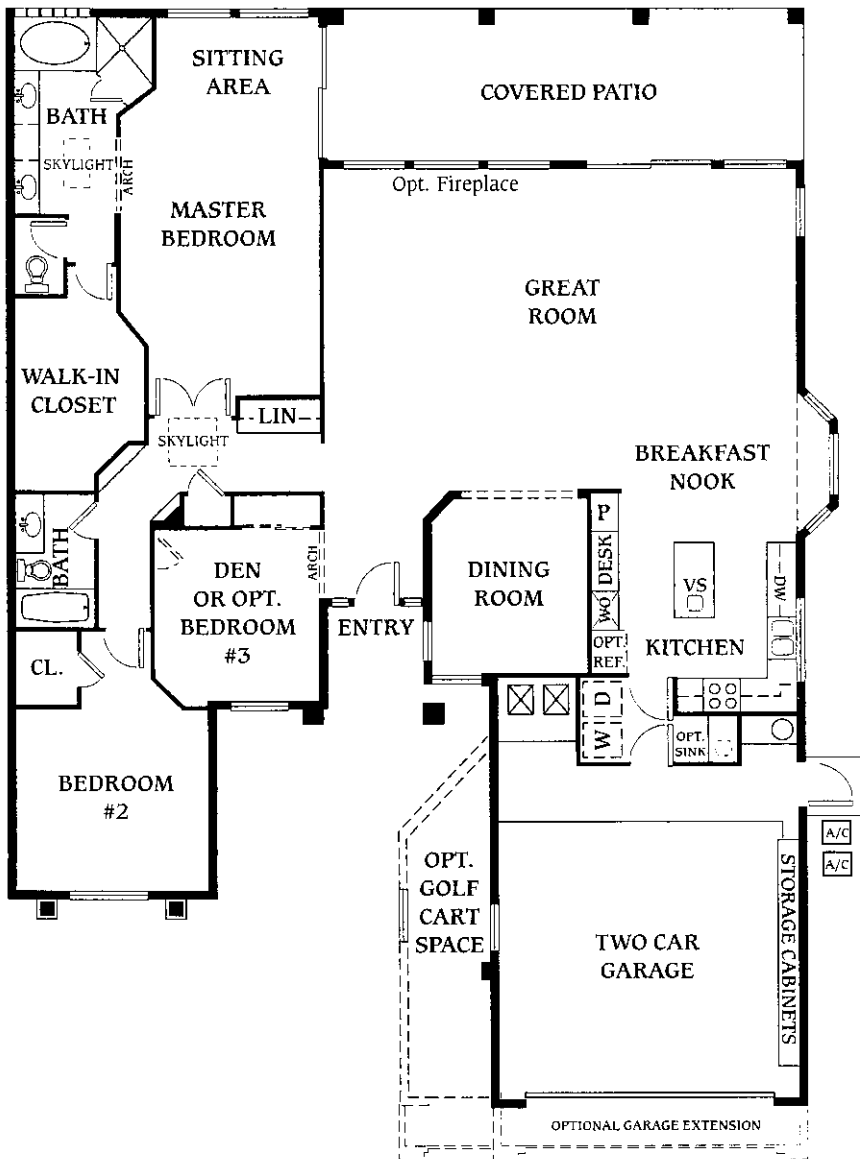 SITTING
AREA
COVERED PATIO
BATH
SKYLIGHT
ARCH
Opt. Fireplace
MASTER
BEDROOM
GREAT
ROOM
WALK-IN
CLOSET
LIN
SKYLIGHT
BREAKFAST
NOOK
P
DESK
WO
OPT.
REF.
VS
DW
KITCHEN
BATH
DEN
OR OPT.
BEDROOM
#3
ARCH
DINING
ROOM
ENTRY
CL.
D
W
OPT.
SINK
BEDROOM
#2
A/C
A/C
OPT.
GOLF
CART
SPACE
TWO CAR
GARAGE
STORAGE CABINETS
OPTIONAL GARAGE EXTENSION